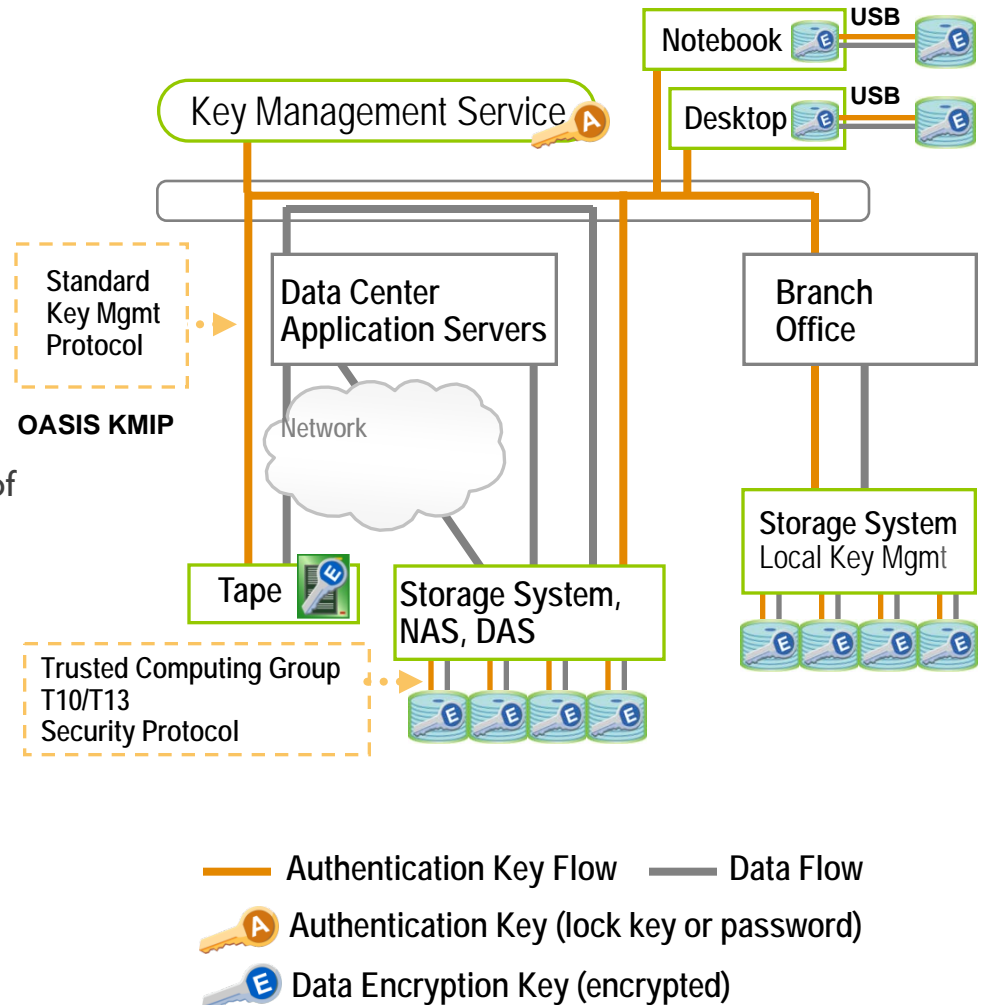 USB
Notebook
E
E
Key Management Service
A
USB
Desktop
E
E
Standard
Key Mgmt
Protocol
OASIS KMIP
of
Data Center
Application Servers
Branch
Office
Network
Tape
E
Storage System,
NAS, DAS
Storage System
Local Key Mgmt
E
E
E
E
Trusted Computing Group
T10/T13
Security Protocol
E
E
E
E
Authentication Key Flow
Data Flow
A
Authentication Key (lock key or password)
E
Data Encryption Key (encrypted)